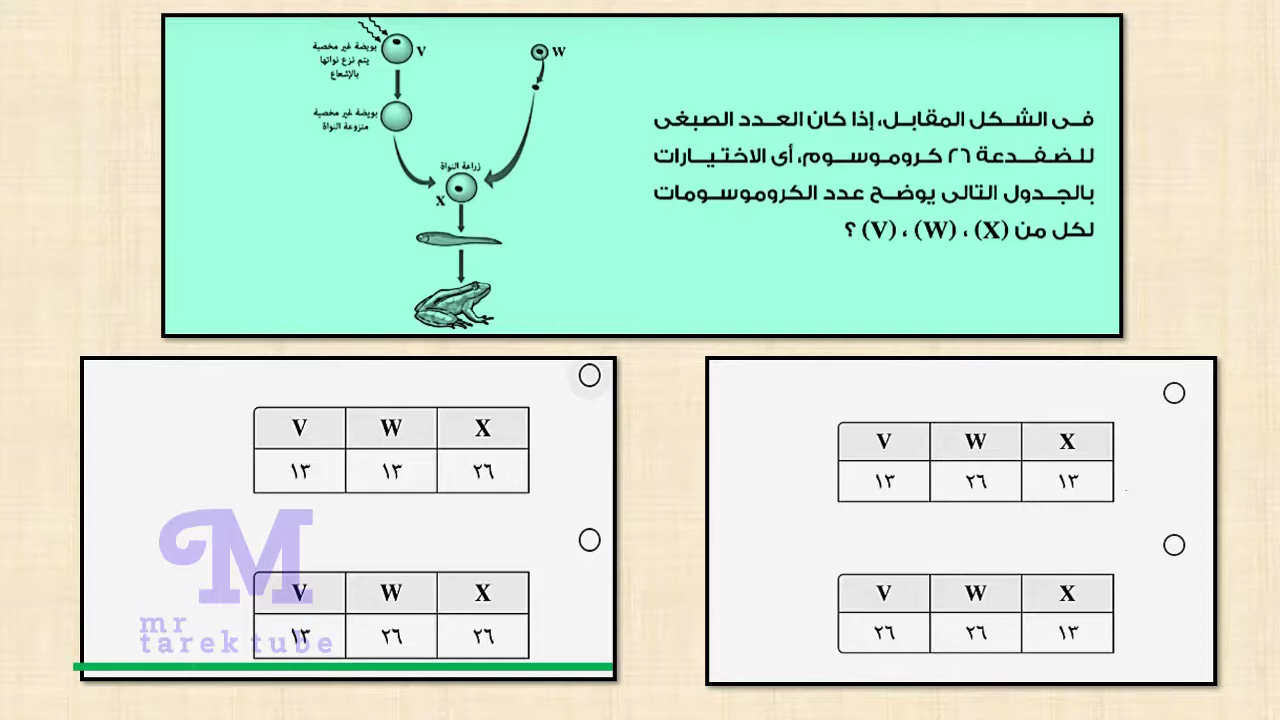 فى الشكل المقابل، إذا كان العدد الصبغى
للضفدعة ٢٦ كروموسوم، أى الاختيارات
بالجدول التالى يوضح عدد الكروموسومات
لكل من (X) ، (W) ، (V) ؟
بويضة غير مخصبة
يتم نزع نواتها
بالإشعاع
V
W
بويضة غير مخصبة
منزوعة النواة
زراعة النواة
X
V W X
١٣ ٢٦ ١٣
V W X
٢٦ ٢٦ ١٣
V W X
١٣ ١٣ ٢٦
V W X
١٣ ٢٦ ٢٦
M
mr
tarek tube